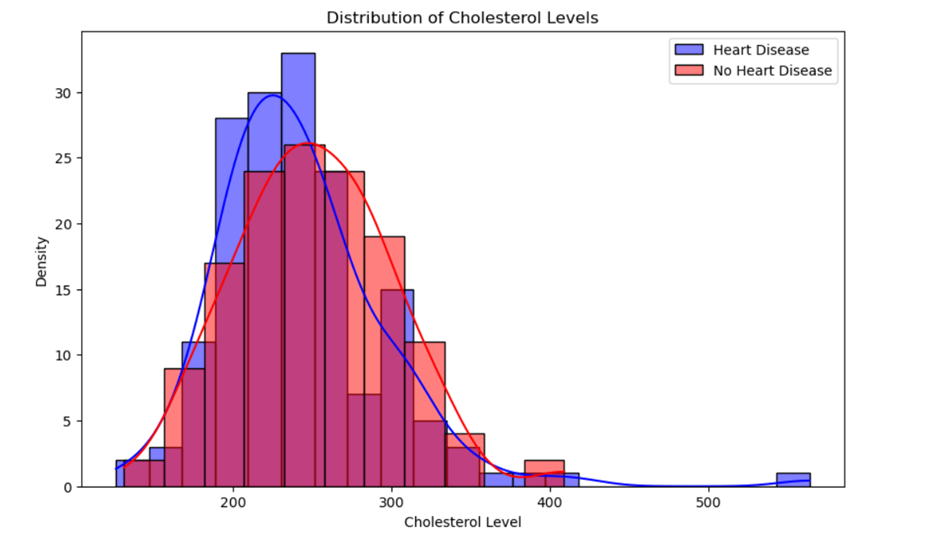 Distribution of Cholesterol Levels
Heart Disease
No Heart Disease
30
25
20
15
10
5
0
Density
200 300 400 500
Cholesterol Level